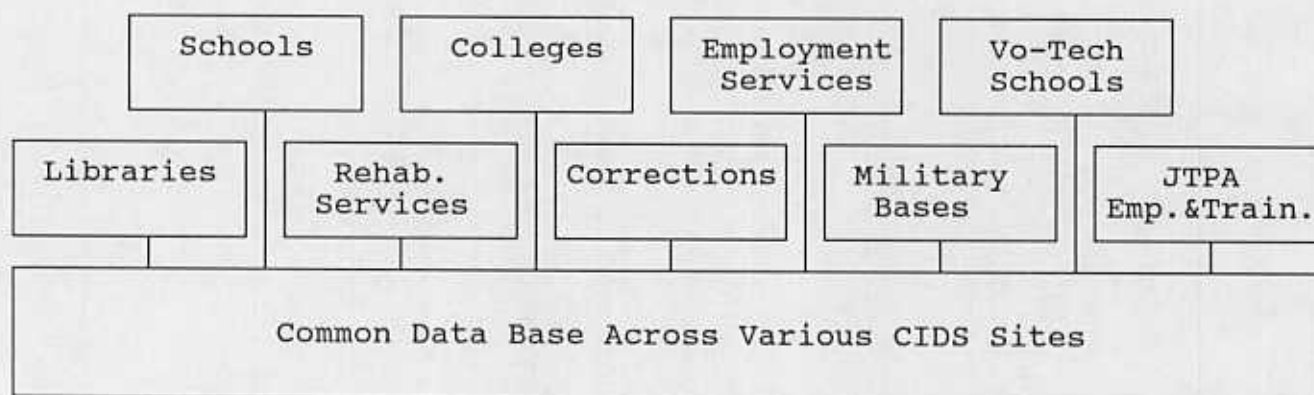 Schools
Colleges
Employment
Services
Vo-Tech
Schools
Libraries
Rehab.
Services
Corrections
Military
Bases
JTPA
Emp.&Train.
Common Data Base Across Various CIDS Sites